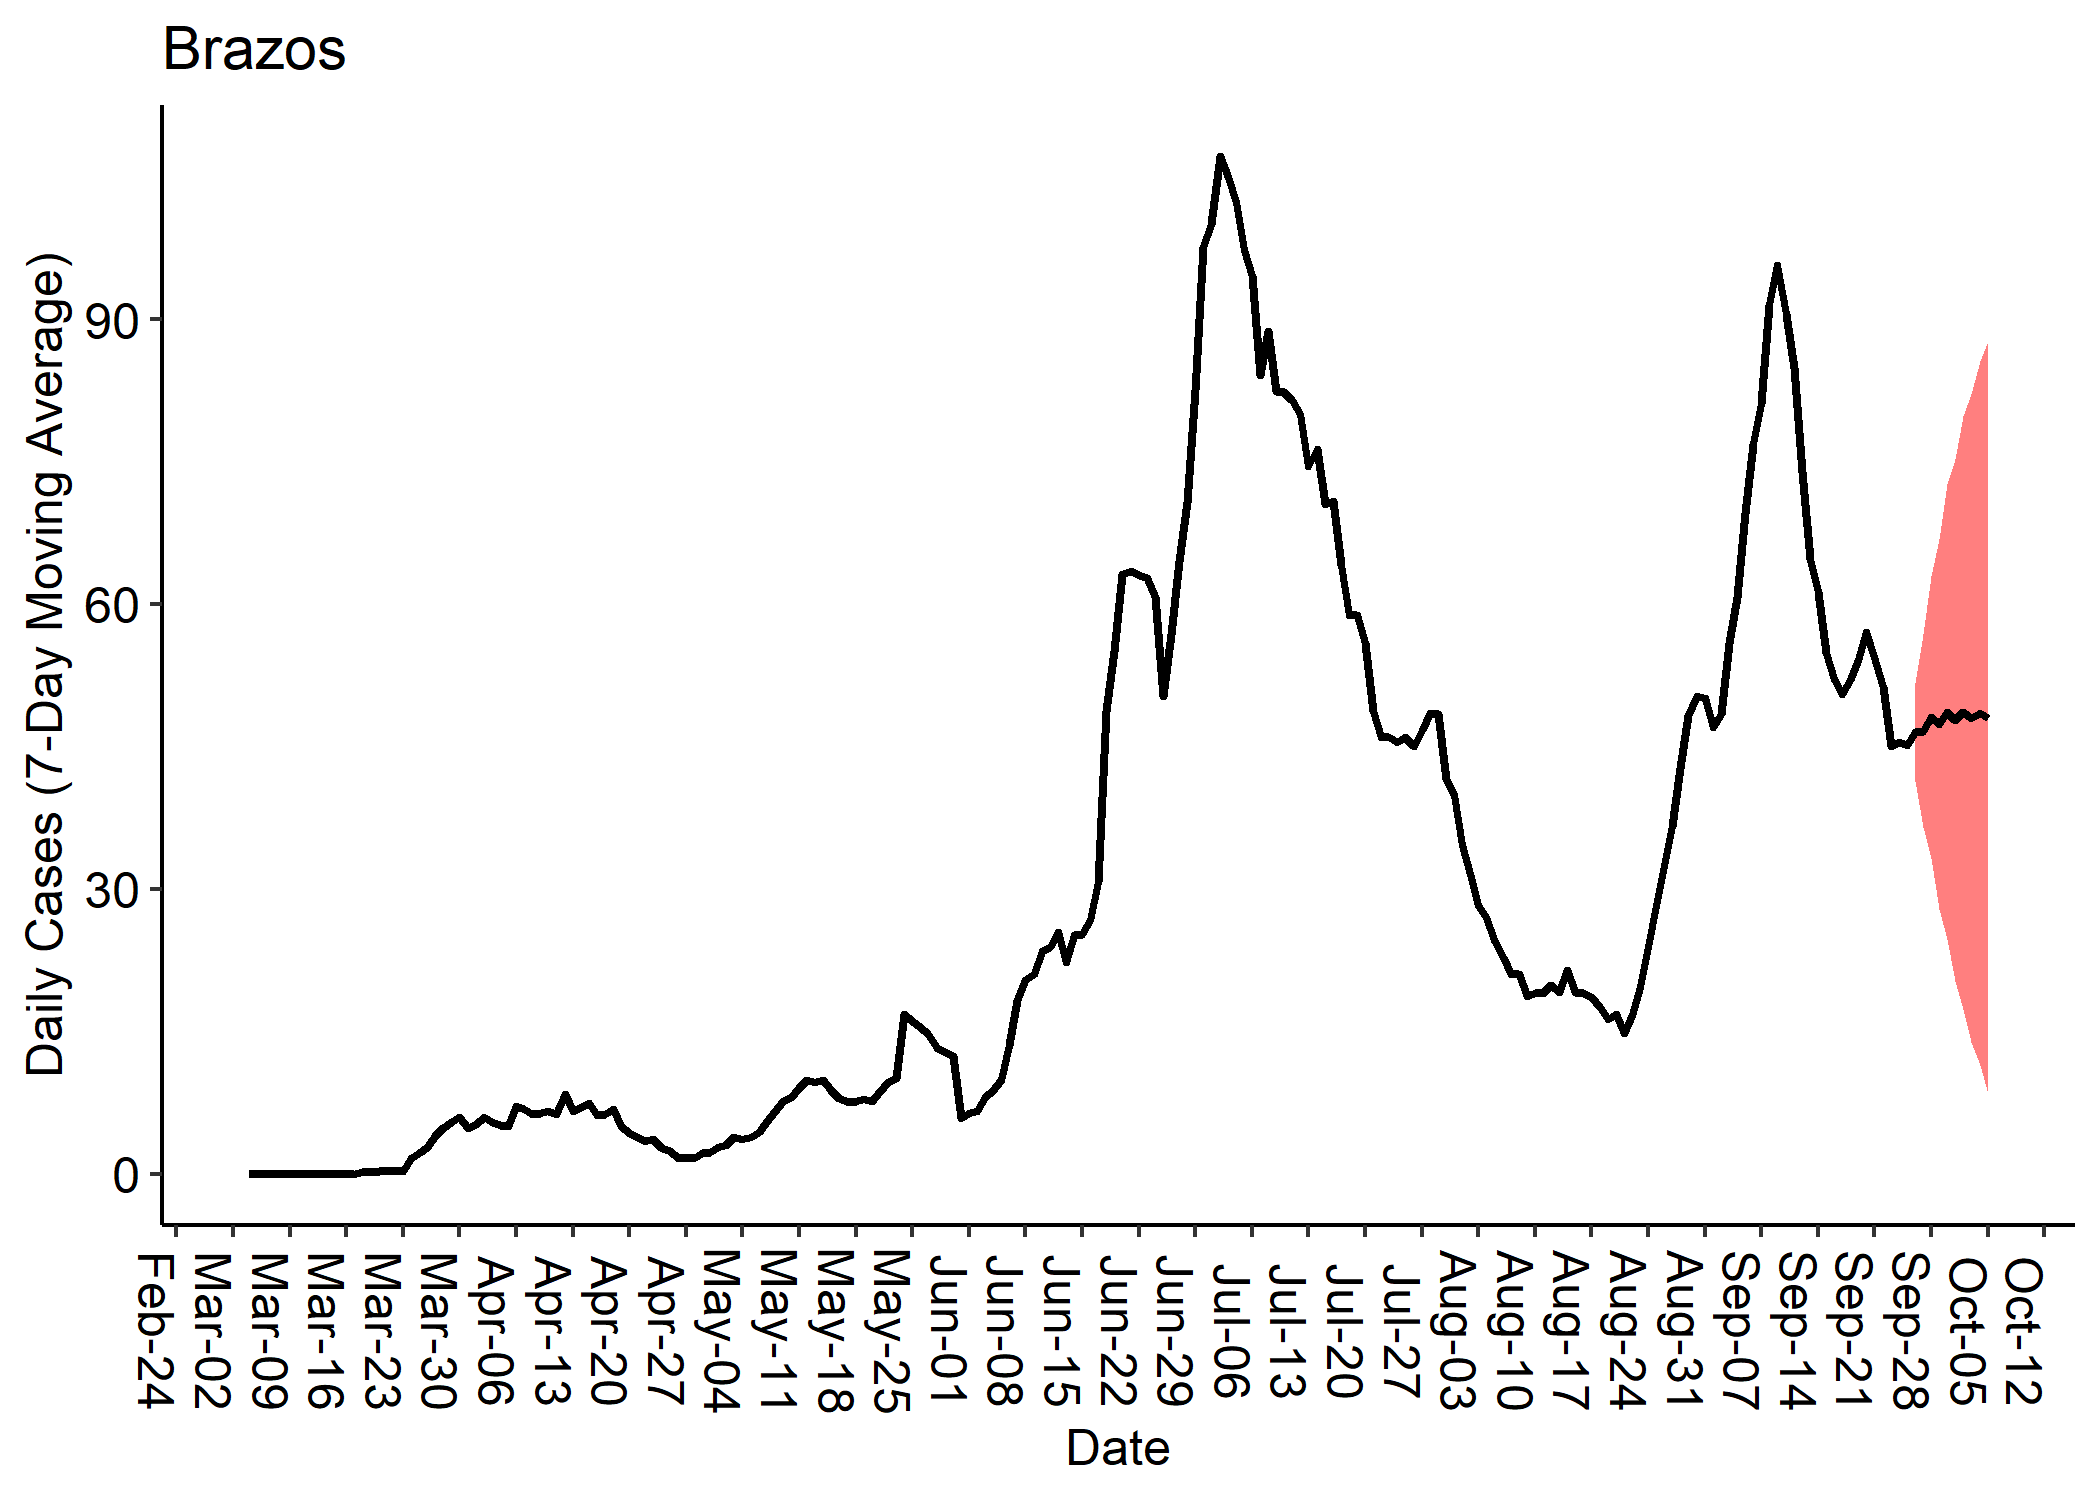 Brazos
Daily Cases (7-Day Moving Average)
90
60
30
0
Feb-24
Mar-02
Mar-09
Mar-16
Mar-23
Mar-30
Apr-06
Apr-13
Apr-20
Apr-27
May-04
May-11
May-18
May-25
Jun-01
Jun-08
Jun-15
Jun-22
Jun-29
Jul-06
Jul-13
Jul-20
Jul-27
Aug-03
Aug-10
Aug-17
Aug-24
Aug-31
Sep-07
Sep-14
Sep-21
Sep-28
Oct-05
Oct-12
Date